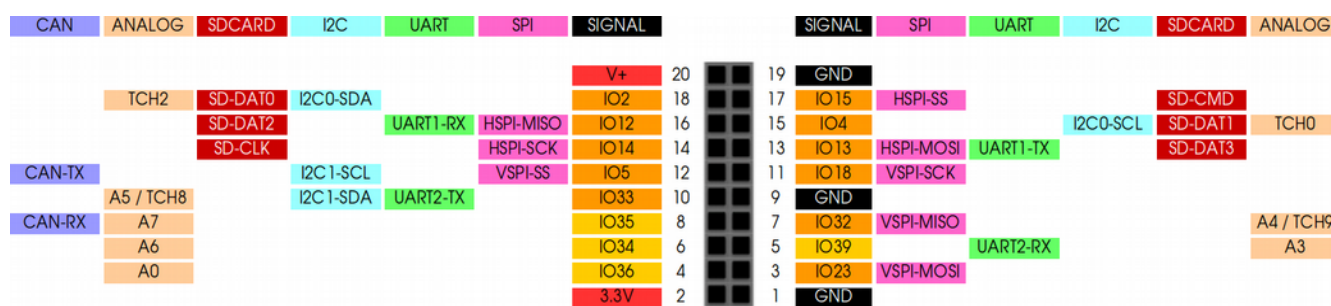 CAN ANALOG SDCARD I2C UART SPI SIGNAL SIGNAL SPI UART I2C SDCARD ANALOG
V+ 20 19 GND
TCH2 SD-DAT0 I2C0-SDA IO2 18 17 IO15 HSPI-SS SD-CMD
SD-DAT2 UART1-RX HSPI-MISO IO12 16 15 IO4 I2C0-SCL SD-DAT1 TCH0
SD-CLK HSPI-SCK IO14 14 13 IO13 HSPI-MOSI UART1-TX SD-DAT3
CAN-TX I2C1-SCL VSPI-SS IO5 12 11 IO18 VSPI-SCK
A5 / TCH8 I2C1-SDA UART2-TX IO33 10 9 GND
CAN-RX A7 IO35 8 7 IO32 VSPI-MISO A4 / TCH9
A6 IO34 6 5 IO39 UART2-RX A3
A0 IO36 4 3 IO23 VSPI-MOSI
3.3V 2 1 GND